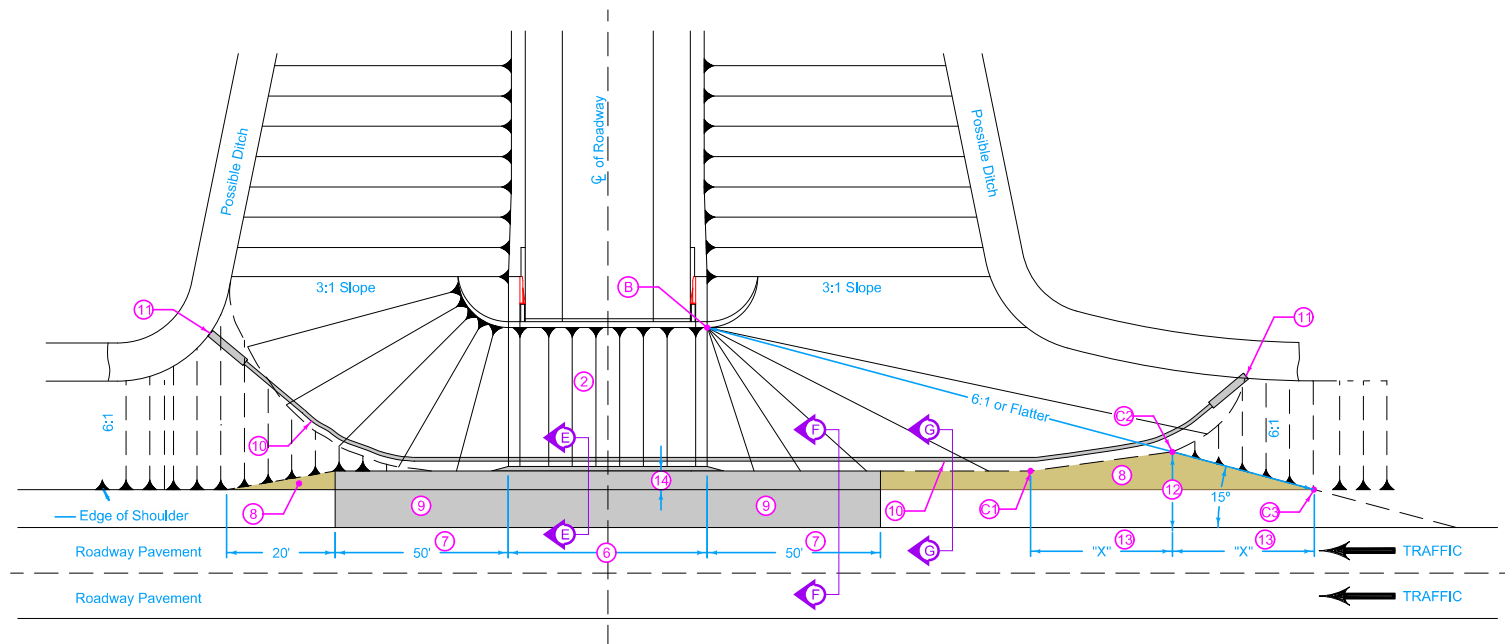 Possible Ditch
℄ of Roadway
Possible Ditch
3:1 Slope
B
3:1 Slope
11
11
2
6:1 or Flatter
C2
6:1
10
E
F
G
6:1
14
8
12
8
9
9
10
C1
15°
C3
Edge of Shoulder
E
Roadway Pavement
20'
50'
7
6
50'
7
G
"X"
13
"X"
13
TRAFFIC
Roadway Pavement
F
TRAFFIC